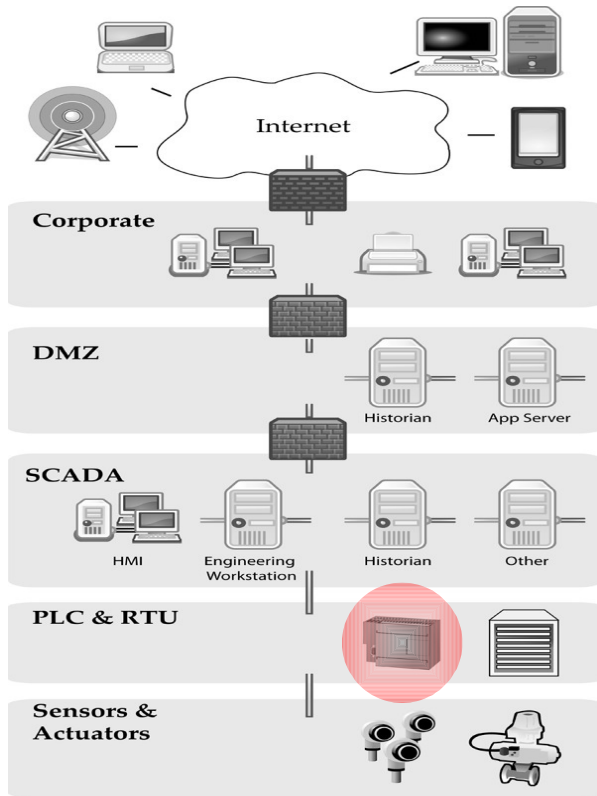 Internet
Corporate
DMZ
Historian
App Server
SCADA
HMI
Engineering
Workstation
Historian
Other
PLC & RTU
Sensors &
Actuators